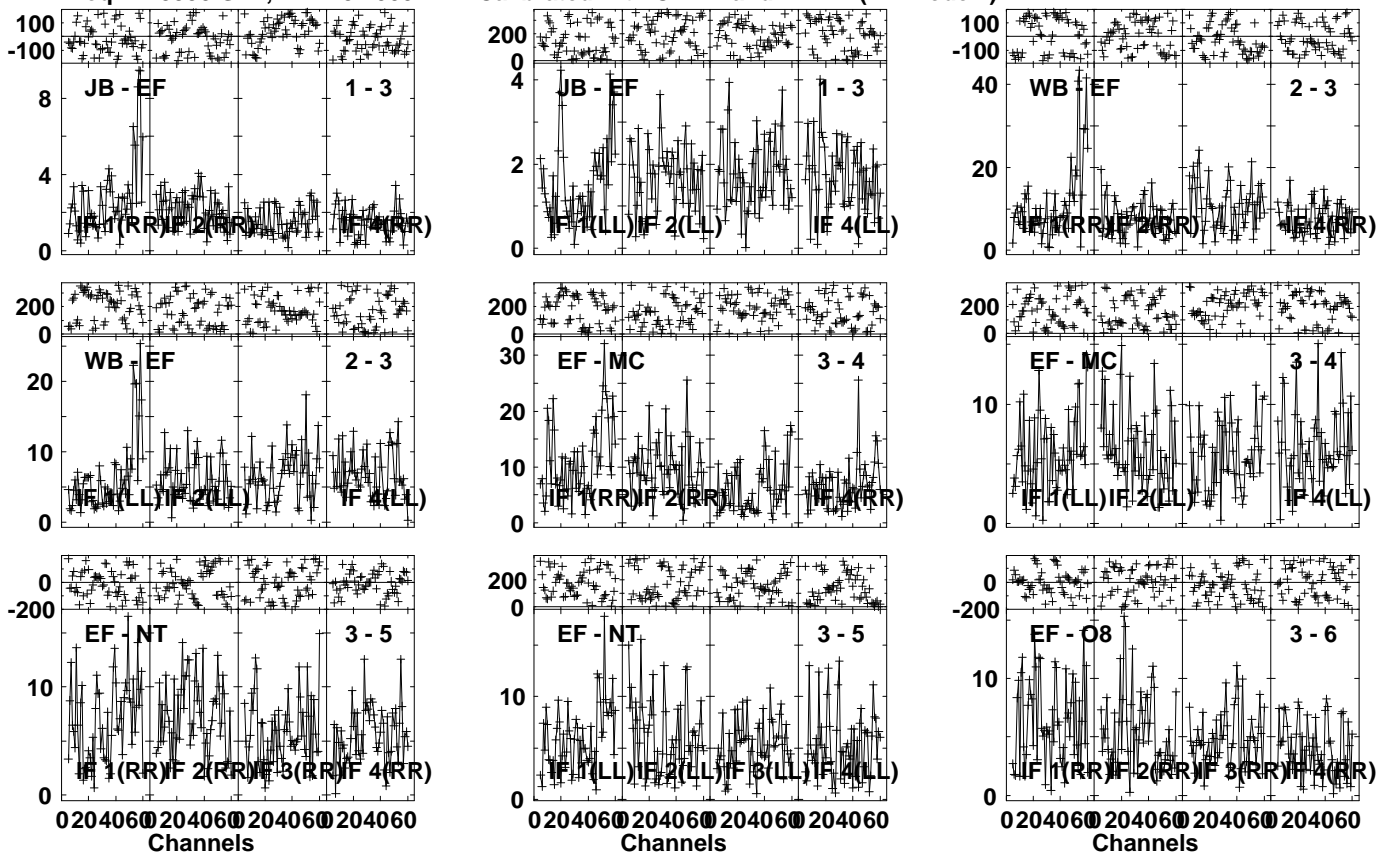 100
-100
JB - EF
1 - 3
8
4
0
IF 1(RR)
IF 2(RR)
IF 4(RR)
200
0
JB - EF
1 - 3
4
2
0
IF 1(LL)
IF 2(LL)
IF 4(LL)
100
-100
WB - EF
2 - 3
40
20
0
IF 1(RR)
IF 2(RR)
IF 4(RR)
200
0
WB - EF
2 - 3
20
10
0
IF 1(LL)
IF 2(LL)
IF 4(LL)
200
0
EF - MC
3 - 4
30
20
10
0
IF 1(RR)
IF 2(RR)
IF 4(RR)
200
0
EF - MC
3 - 4
10
0
IF 1(LL)
IF 2(LL)
IF 4(LL)
0
-200
EF - NT
3 - 5
10
0
IF 1(RR)
IF 2(RR)
IF 3(RR)
IF 4(RR)
0 20 40 60 0 20 40 60 0 20 40 60 0 20 40 60
Channels
200
0
EF - NT
3 - 5
10
0
IF 1(LL)
IF 2(LL)
IF 3(LL)
IF 4(LL)
0 20 40 60 0 20 40 60 0 20 40 60 0 20 40 60
Channels
0
-200
EF - O8
3 - 6
10
0
IF 1(RR)
IF 2(RR)
IF 3(RR)
IF 4(RR)
0 20 40 60 0 20 40 60 0 20 40 60 0 20 40 60
Channels